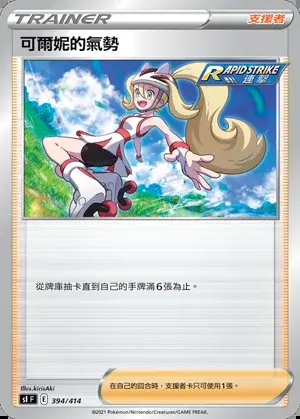 TRAINER 支援者
可爾妮的氣勢
RAPID STRIKE
連擊
從牌庫抽卡直到自己的手牌滿6張為止。
Illus.kirisAki
sI F E 394/414
在自己的回合時,支援者卡只可使用1張。
©2021 Pokémon/Nintendo/Creatures/GAME FREAK.